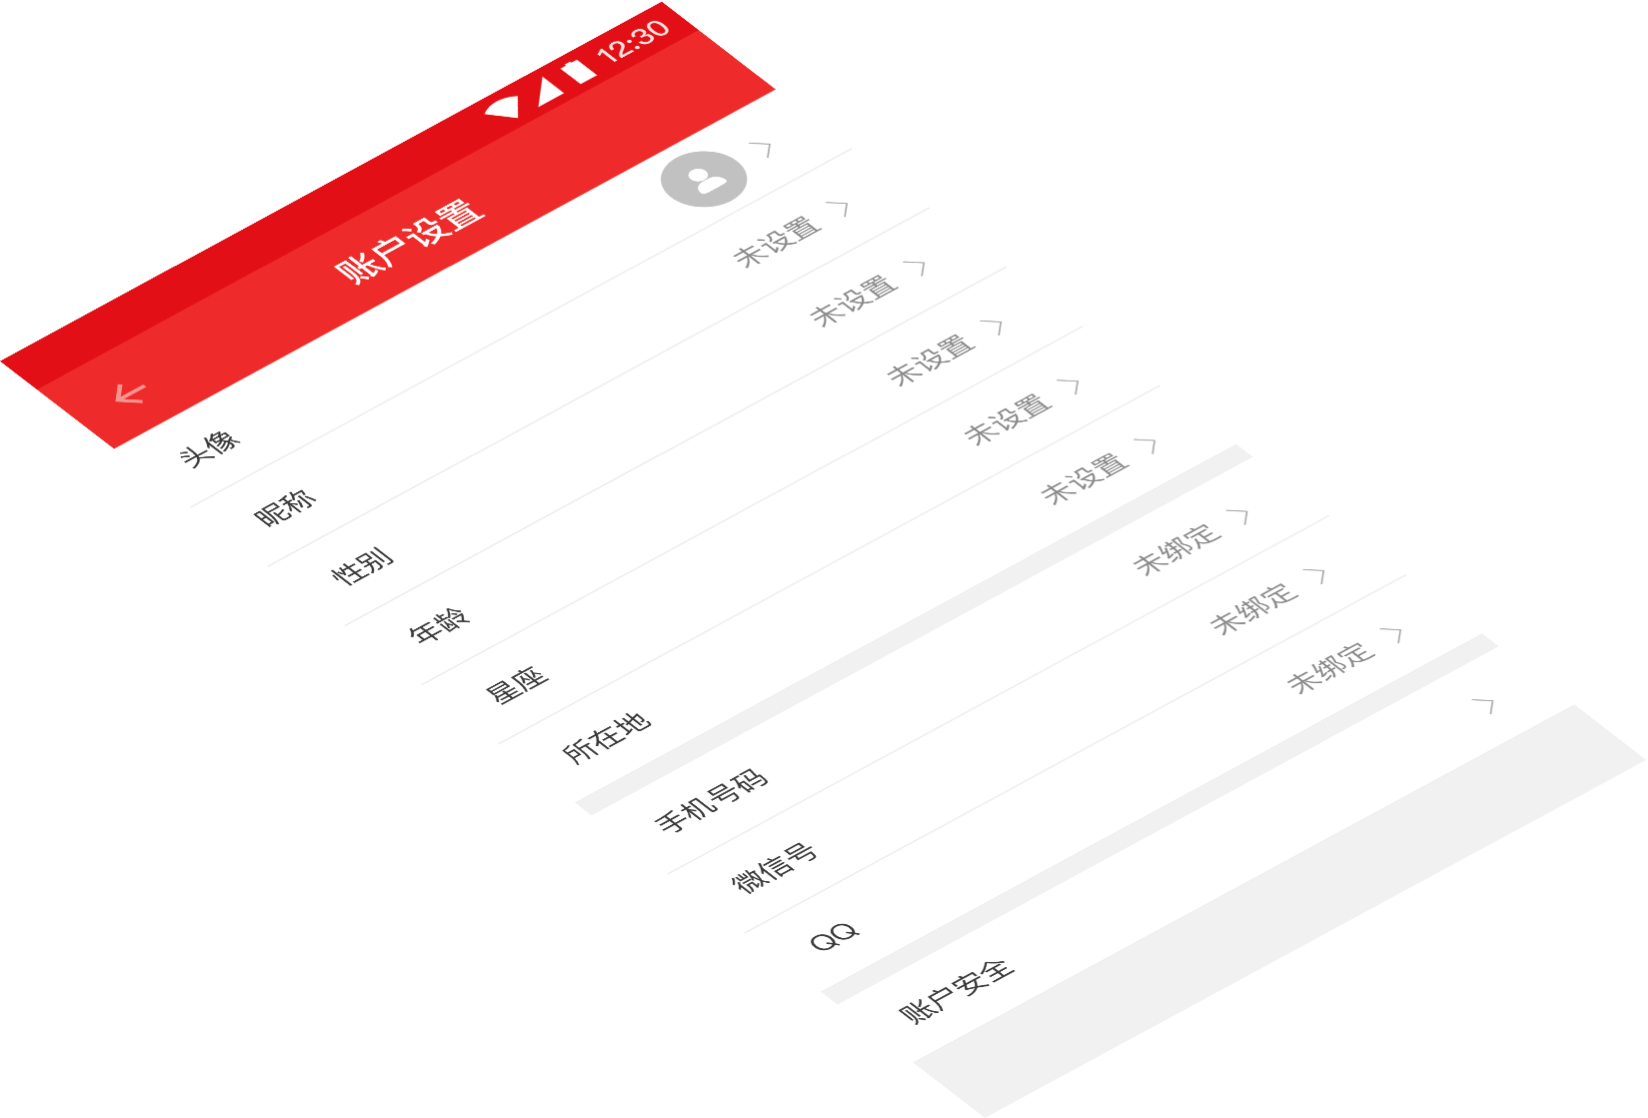 12:30
账户设置
头像
昵称 未设置
性别 未设置
年龄 未设置
星座 未设置
所在地 未设置
手机号码 未绑定
微信号 未绑定
QQ 未绑定
账户安全